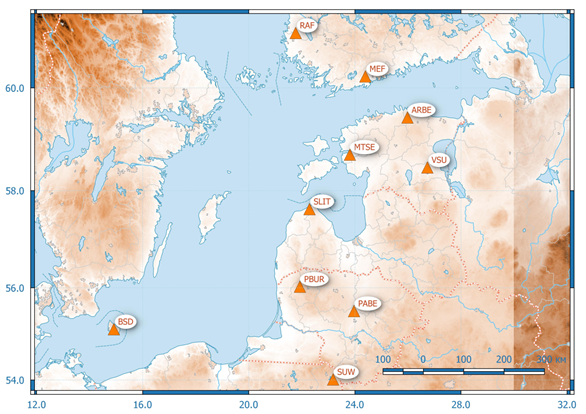 RAF
MEF
60.0
ARBE
MTSE
VSU
58.0
SLIT
PBUR
56.0
PABE
BSD
100 0 100 200 300 KM
SUW
54.0
12.0 16.0 20.0 24.0 28.0 32.0